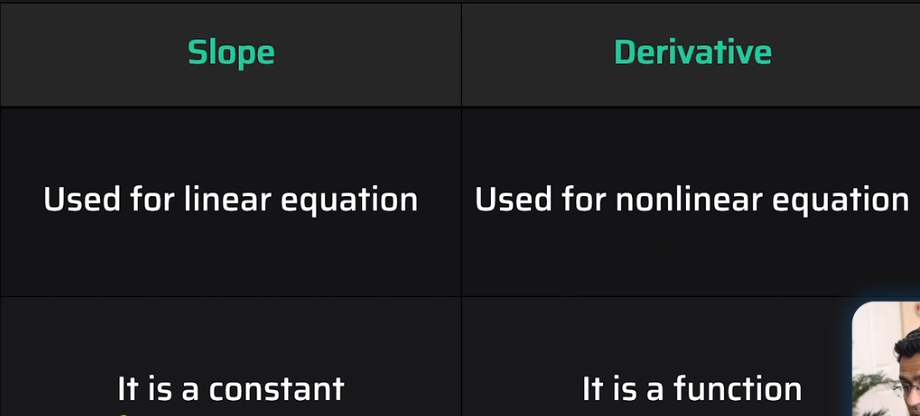 Slope
Derivative
Used for linear equation
Used for nonlinear equation
It is a constant
It is a function